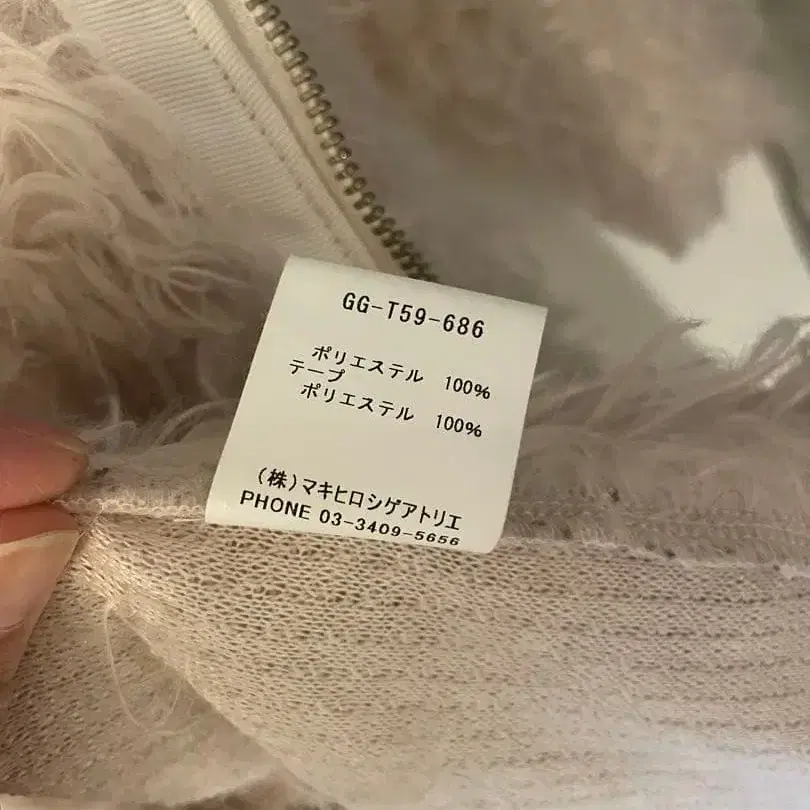 GG-T59-686
ポリエステル 100%
テープ
ポリエステル 100%
(株)マキヒロシゲアトリエ
PHONE 03-3409-5656